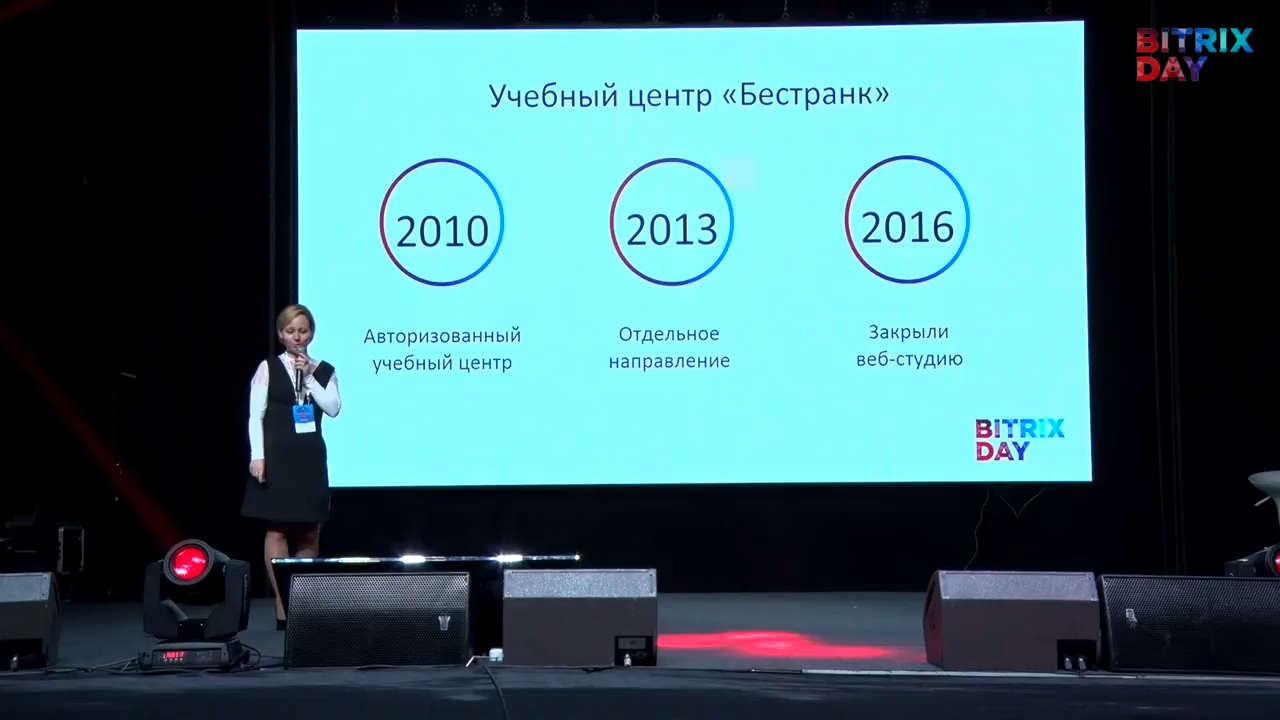 BITRIX
DAY
Учебный центр «Бестранк»
2010
2013
2016
Авторизованный
учебный центр
Отдельное
направление
Закрыли
веб-студию
BITRIX
DAY